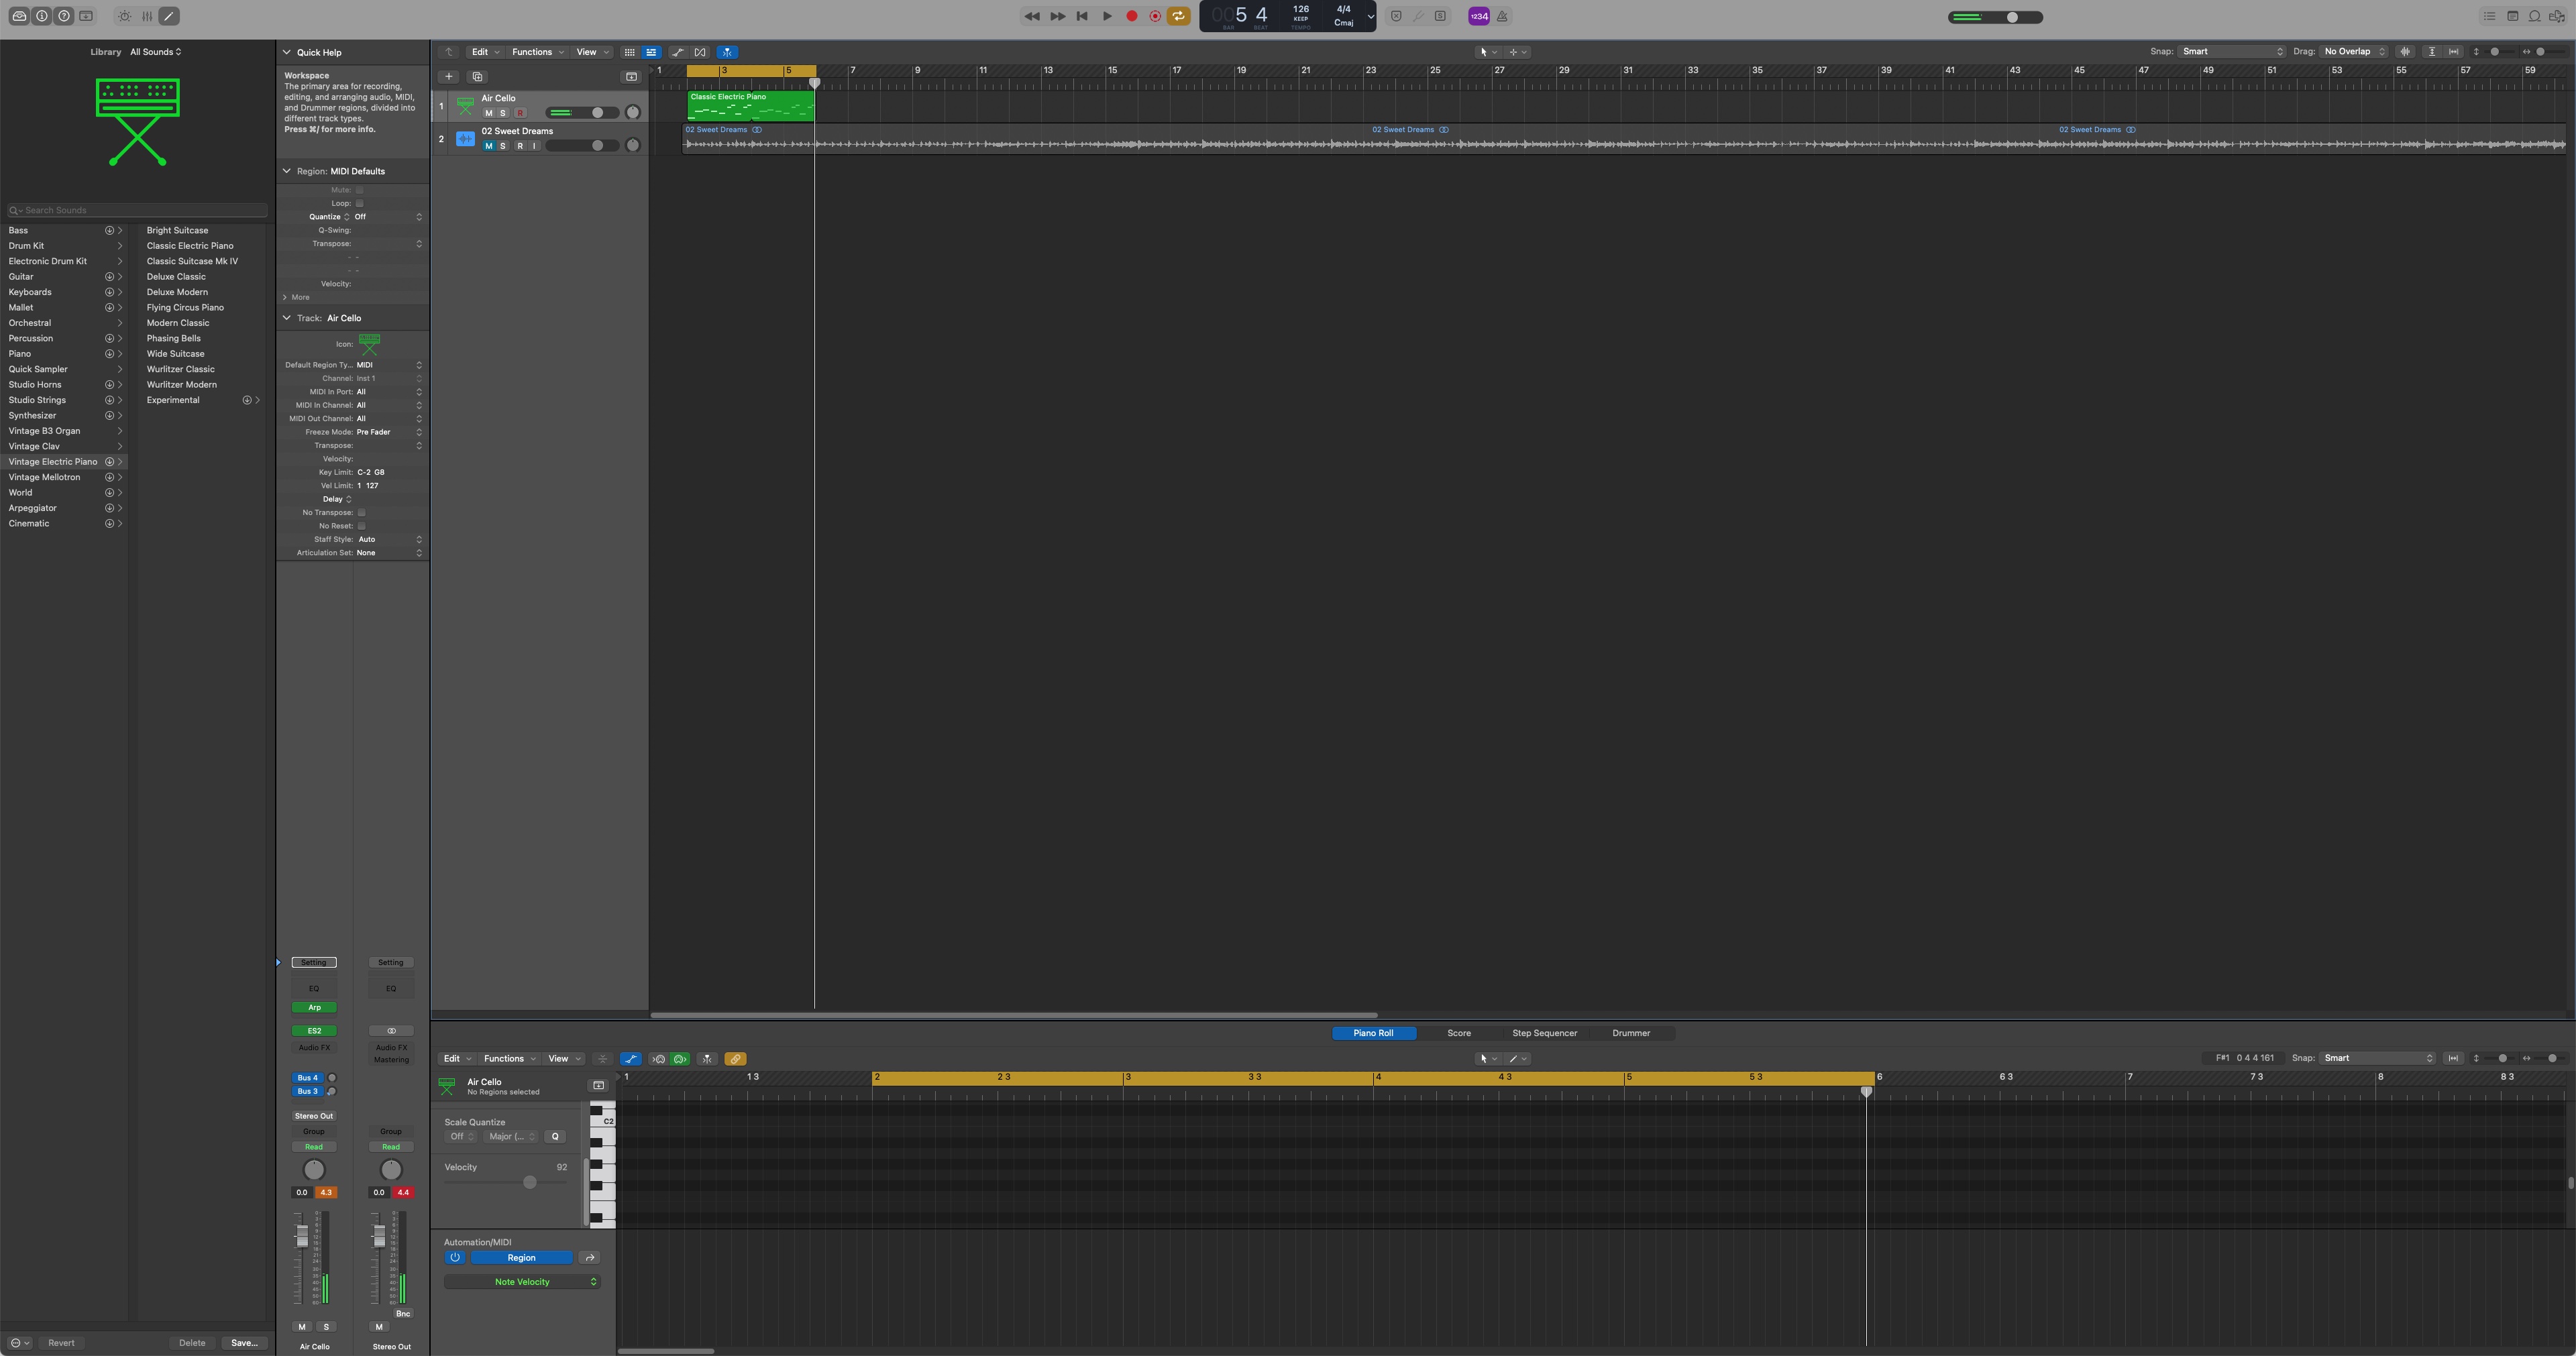 005 4
BAR
BEAT
126
KEEP
TEMPO
4/4
Cmaj
1234
Library All Sounds
Search Sounds
Bass
Drum Kit
Electronic Drum Kit
Guitar
Keyboards
Mallet
Orchestral
Percussion
Piano
Quick Sampler
Studio Horns
Studio Strings
Synthesizer
Vintage B3 Organ
Vintage Clav
Vintage Electric Piano
Vintage Mellotron
World
Arpeggiator
Cinematic
Bright Suitcase
Classic Electric Piano
Classic Suitcase Mk IV
Deluxe Classic
Deluxe Modern
Flying Circus Piano
Modern Classic
Phasing Bells
Wide Suitcase
Wurlitzer Classic
Wurlitzer Modern
Experimental
Revert
Delete
Save...
Quick Help
Workspace
The primary area for recording,
editing, and arranging audio, MIDI,
and Drummer regions, divided into
different track types.
Press ⌘/ for more info.
Region: MIDI Defaults
Mute:
Loop:
Quantize Off
Q-Swing:
Transpose:
- -
- -
Velocity:
More
Track: Air Cello
Icon:
Default Region Ty... MIDI
Channel: Inst 1
MIDI In Port: All
MIDI In Channel: All
MIDI Out Channel: All
Freeze Mode: Pre Fader
Transpose:
Velocity:
Key Limit: C-2 G8
Vel Limit: 1 127
Delay
No Transpose:
No Reset:
Staff Style: Auto
Articulation Set: None
Setting Setting
EQ EQ
Arp
ES2
Audio FX Audio FX
Mastering
Bus 4
Bus 3
Stereo Out
Group Group
Read Read
0.0 4.3 0.0 4.4
Bnc
M S M
Air Cello Stereo Out
Edit Functions View
Snap: Smart Drag: No Overlap
1 3 5 7 9 11 13 15 17 19 21 23 25 27 29 31 33 35 37 39 41 43 45 47 49 51 53 55 57 59
1 Air Cello
M S R
Classic Electric Piano
2 02 Sweet Dreams
M S R I
02 Sweet Dreams 02 Sweet Dreams 02 Sweet Dreams
Piano Roll Score Step Sequencer Drummer
Edit Functions View
F#1 0 4 4 161 Snap: Smart
Air Cello
No Regions selected
1 1 3 2 2 3 3 3 3 4 4 3 5 5 3 6 6 3 7 7 3 8 8 3
Scale Quantize
Off Major (... Q
C2
Velocity 92
Automation/MIDI
Region
Note Velocity